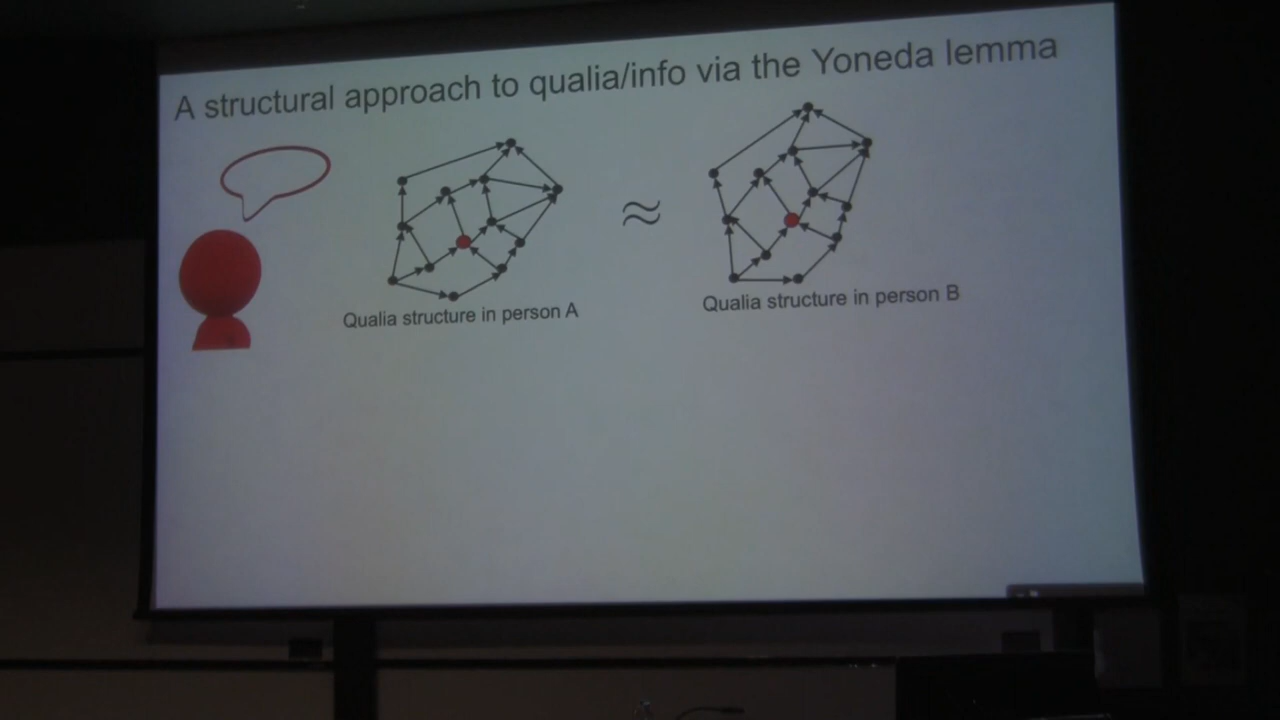 A structural approach to qualia/info via the Yoneda lemma
≈
Qualia structure in person A
Qualia structure in person B